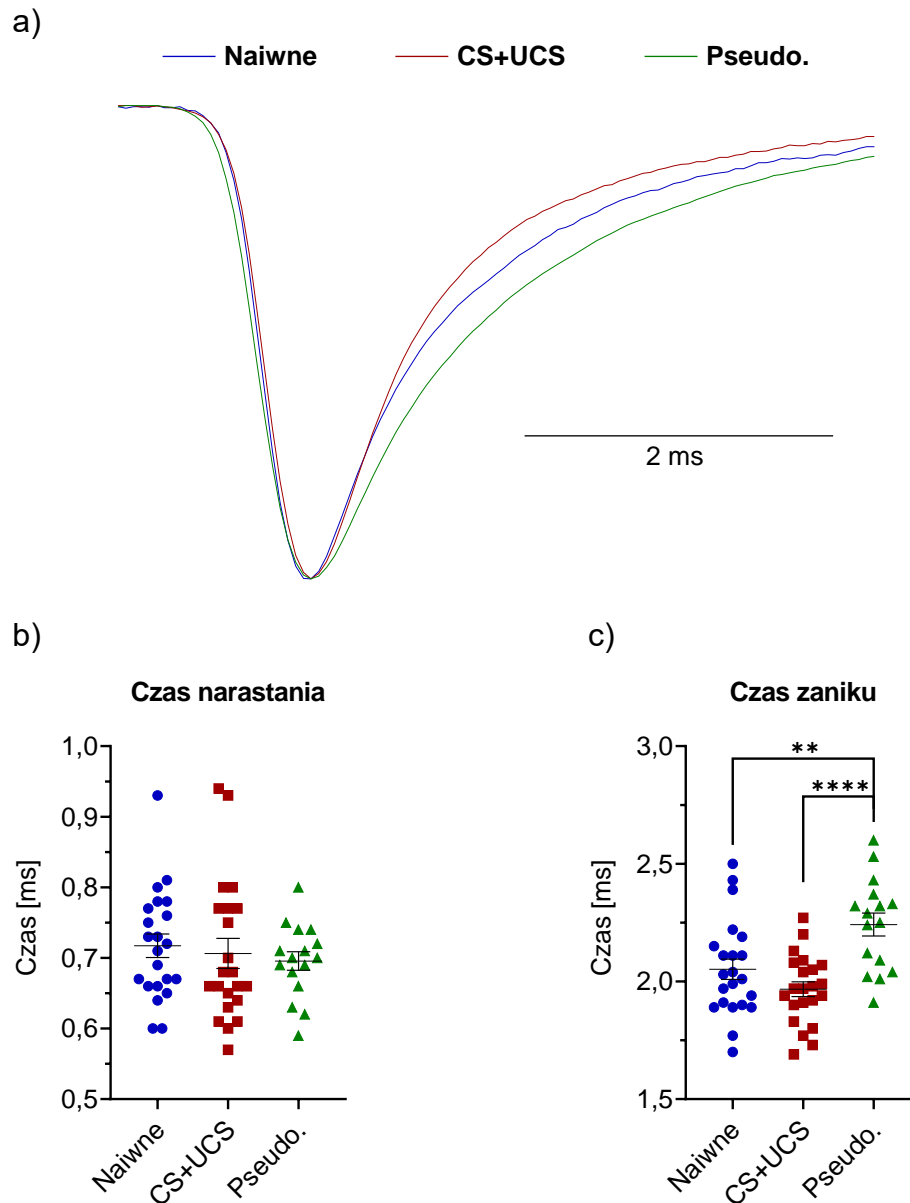 a)
Naiwne CS+UCS Pseudo.
2 ms
b)
Czas narastania
1,0
0,9
0,8
0,7
0,6
0,5
Czas [ms]
Naiwne
CS+UCS
Pseudo.
c)
Czas zaniku
3,0
2,5
2,0
1,5
Czas [ms]
**
****
Naiwne
CS+UCS
Pseudo.